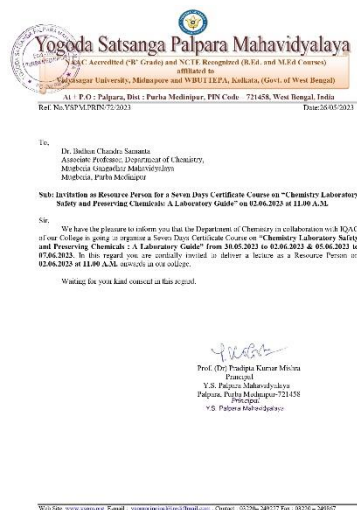 Yogoda Satsanga Palpara Mahavidyalaya
NAAC Accredited ('B' Grade) and NCTE Recognized (B.Ed. and M.Ed Courses)
affiliated to
Vidyasagar University, Midnapore and WBUTTEPA, Kolkata, (Govt. of West Bengal)
At + P.O : Palpara, Dist : Purba Medinipur, PIN Code – 721458, West Bengal, India
Ref. No.YSPM/PRIN/72/2023 Date:26/05/2023
To,
Dr. Bidhan Chandra Samanta
Associate Professor, Department of Chemistry,
Mugberia Gangadhar Mahavidyalaya
Mugberia, Purba Medinipur
Sub: Invitation as Resource Person for a Seven Days Certificate Course on “Chemistry Laboratory
Safety and Preserving Chemicals: A Laboratory Guide” on 02.06.2023 at 11.00 A.M.
Sir,
We have the pleasure to inform you that the Department of Chemistry in collaboration with IQAC
of our College is going to organise a Seven Days Certificate Course on “Chemistry Laboratory Safety
and Preserving Chemicals : A Laboratory Guide” from 30.05.2023 to 02.06.2023 & 05.06.2023 to
07.06.2023. In this regard you are cordially invited to deliver a lecture as a Resource Person on
02.06.2023 at 11.00 A.M. onwards in our college.
Waiting for your kind consent in this regard.
Prof. (Dr) Pradipta Kumar Mishra
Principal
Y.S. Palpara Mahavidyalaya
Palpara, Purba Medinipur-721458
Principal
Y.S. Palpara Mahavidyalaya
Web Site E-mail : Contact : Fax :